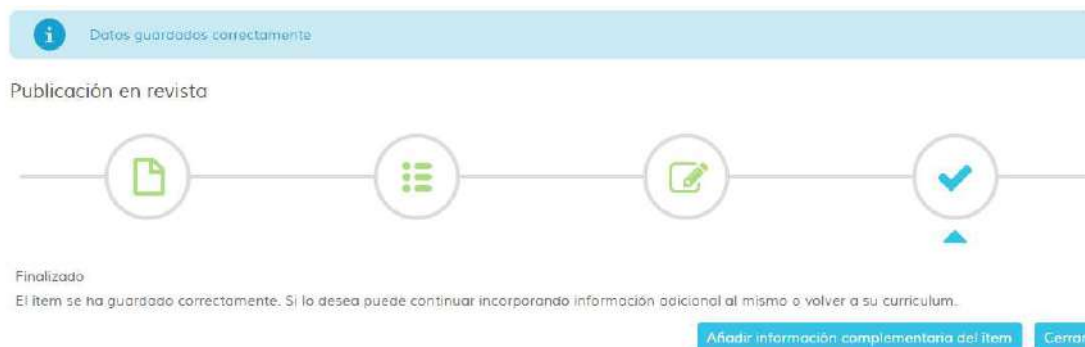 Datos guardados correctamente
Publicación en revista
Finalizado
El ítem se ha guardado correctamente. Si lo desea puede continuar incorporando información adicional al mismo o volver a su curriculum.
Añadir información complementaria del ítem
Cerrar